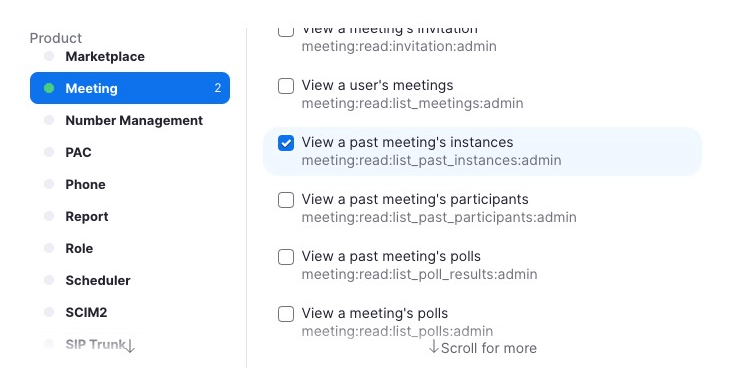 Product
Marketplace
Meeting 2
Number Management
PAC
Phone
Report
Role
Scheduler
SCIM2
SIP Trunk
View a meeting's invitation
meeting:read:invitation:admin
View a user's meetings
meeting:read:list_meetings:admin
View a past meeting's instances
meeting:read:list_past_instances:admin
View a past meeting's participants
meeting:read:list_past_participants:admin
View a past meeting's polls
meeting:read:list_poll_results:admin
View a meeting's polls
meeting:read:list_polls:admin
Scroll for more